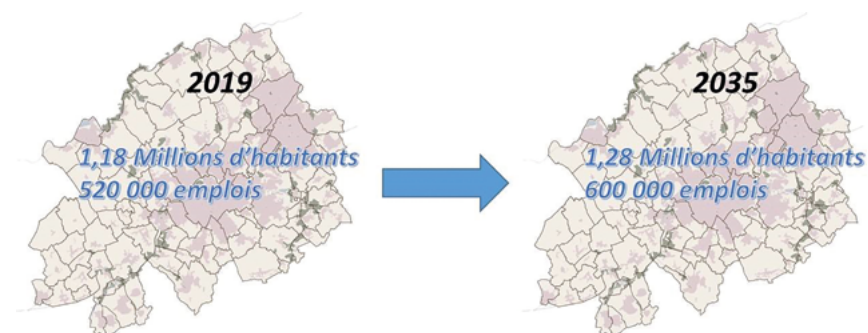 2019
1,18 Millions d'habitants
520 000 emplois
2035
1,28 Millions d'habitants
600 000 emplois